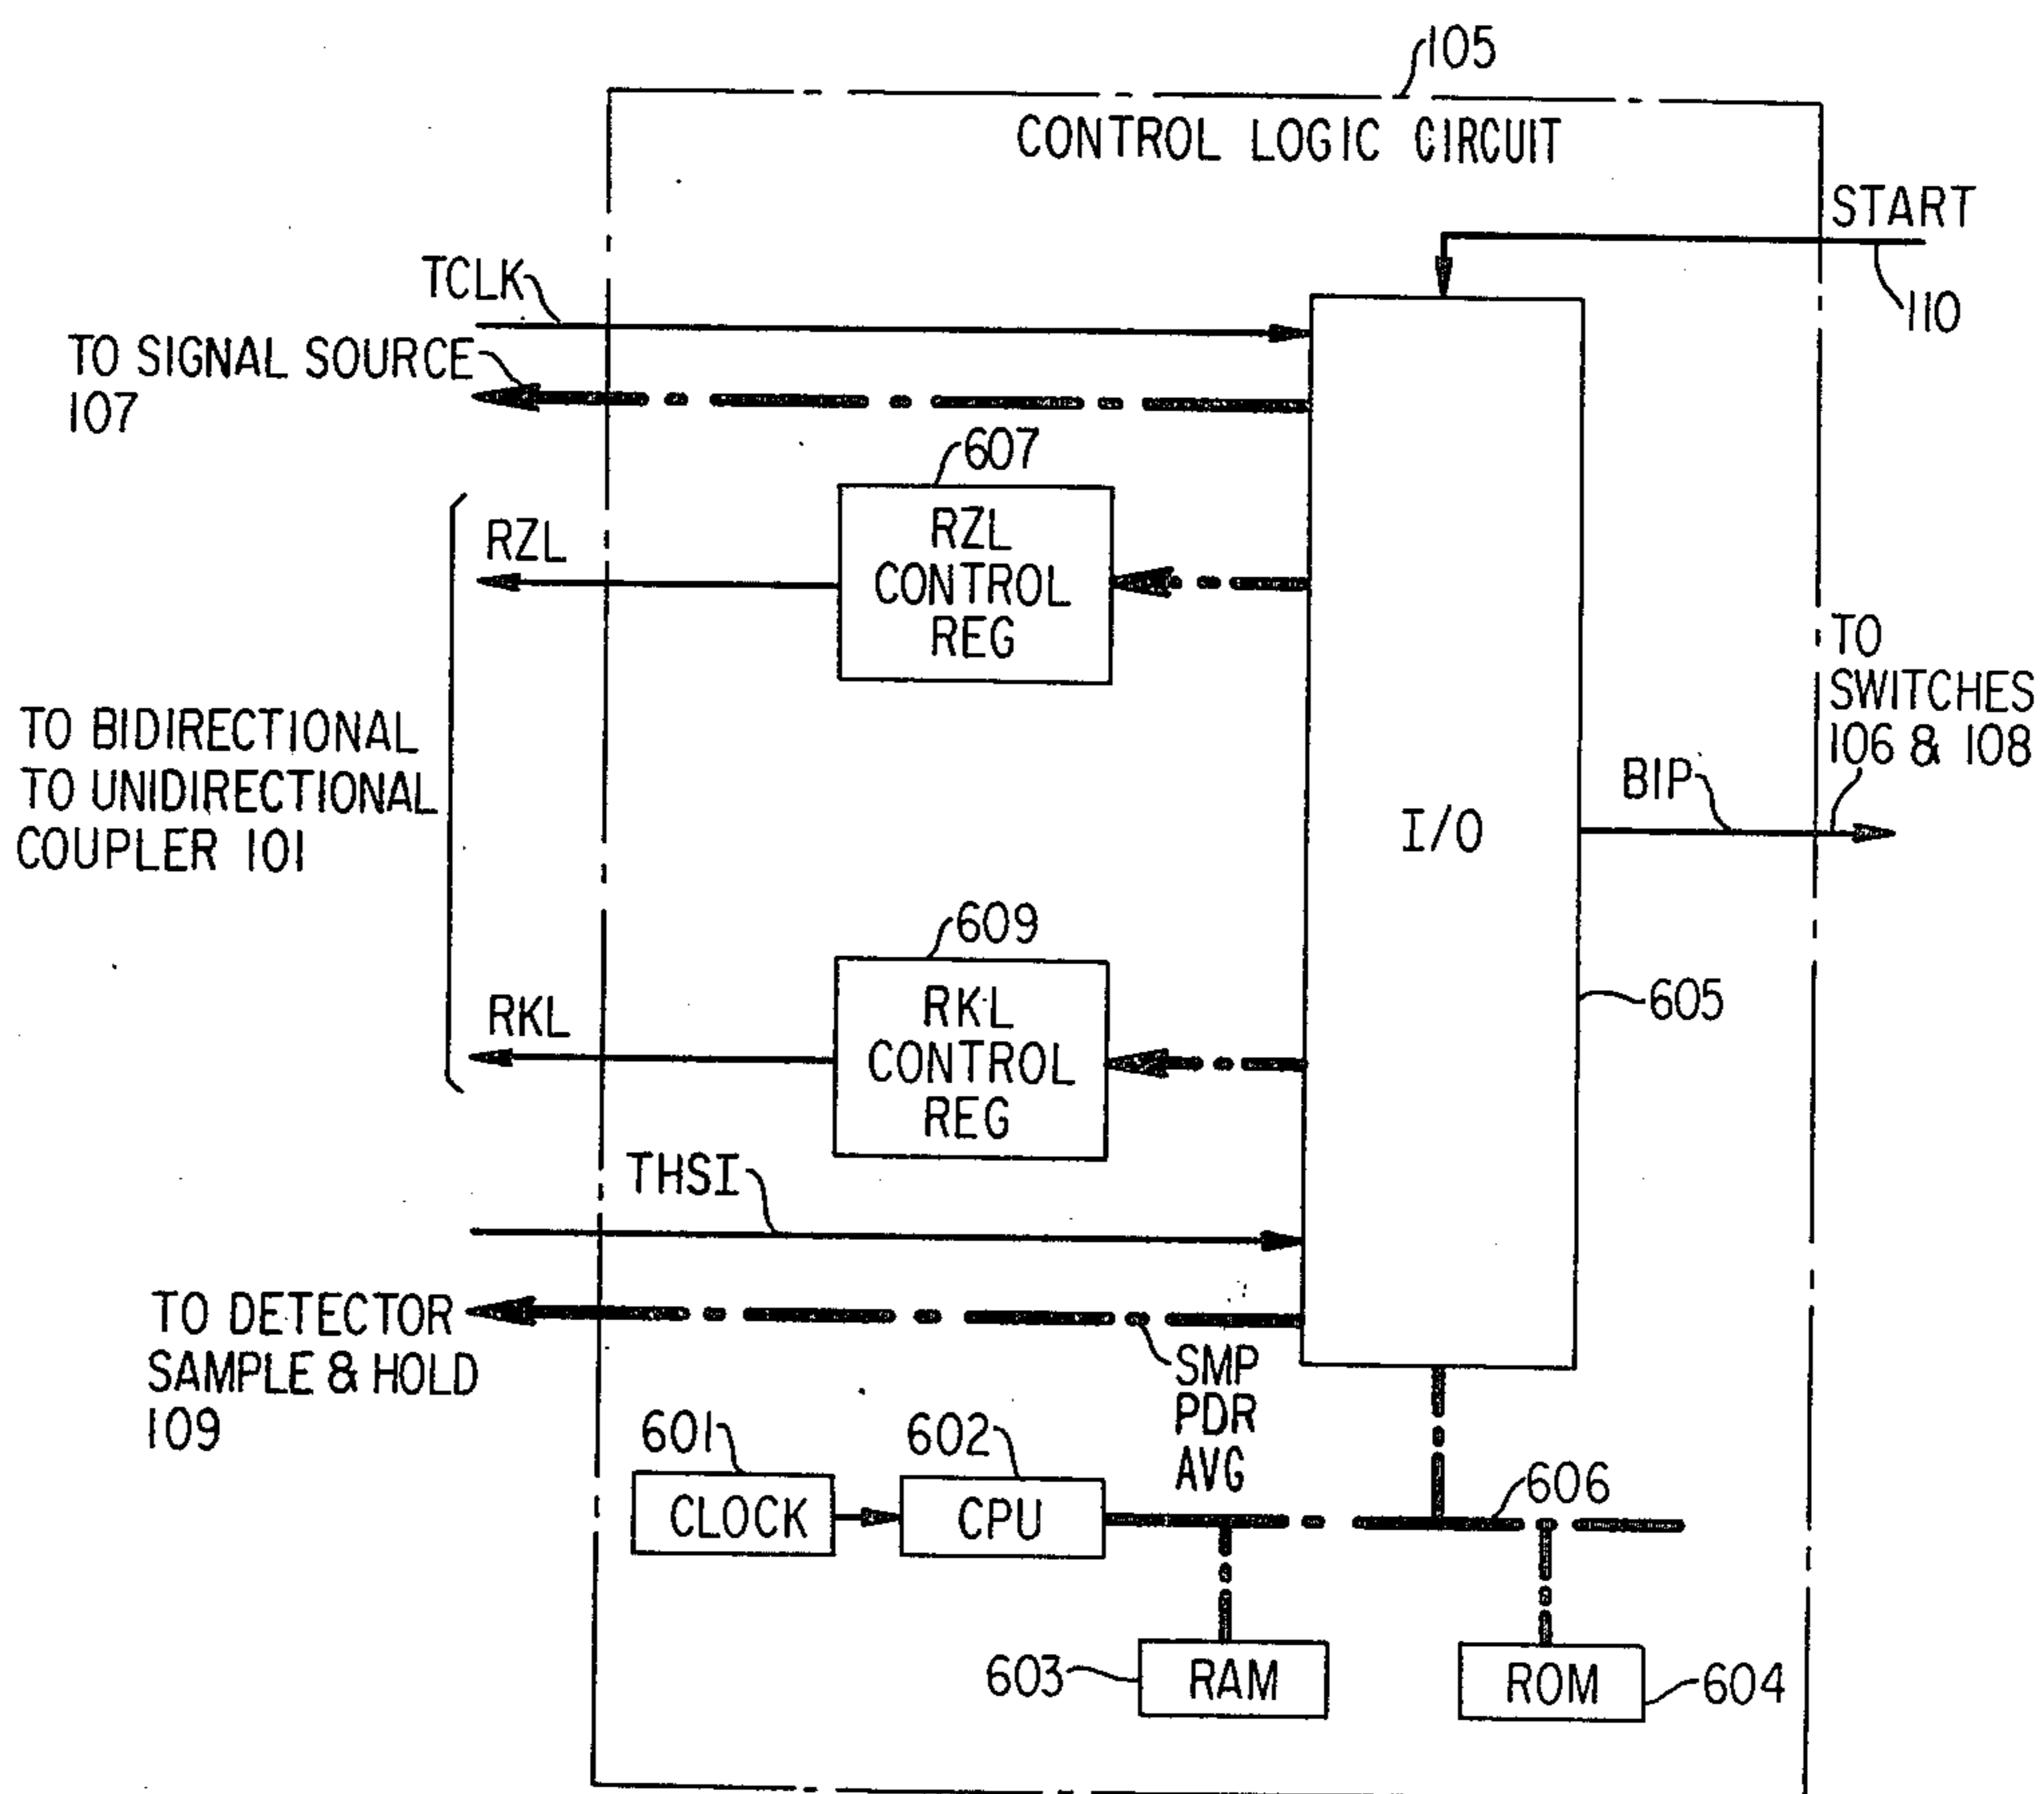 105
CONTROL LOGIC CIRCUIT
START
110
TCLK
TO SIGNAL SOURCE
107
607
RZL
CONTROL
REG
RZL
TO BIDIRECTIONAL
TO UNIDIRECTIONAL
COUPLER 101
I/O
BIP
TO
SWITCHES
106 & 108
605
609
RKL
CONTROL
REG
RKL
THSI
TO DETECTOR
SAMPLE & HOLD
109
SMP
PDR
AVG
601
CLOCK
602
CPU
606
603
RAM
ROM
604